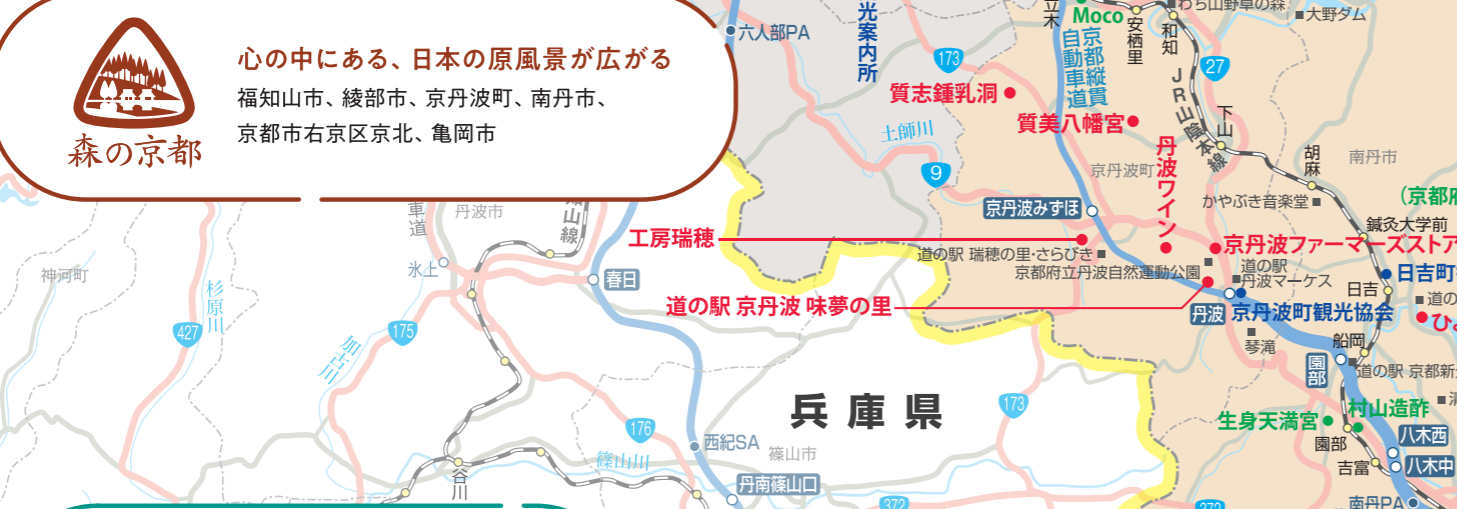 心の中にある、日本の原風景が広がる
福知山市、綾部市、京丹波町、南丹市、
京都市右京区京北、亀岡市
森の京都
六人部PA
光案内所
立木
Moco
安栖里
わち山野草の森
大野ダム
和知
京都縦貫
自動車道
173
27
質志鍾乳洞
質美八幡宮
JR山陰本線
下山
土師川
9
京丹波町
丹波ワイン
胡麻
南丹市
かやぶき音楽堂
京丹波みずほ
(京都府
鍼灸大学前
工房瑞穂
道の駅 瑞穂の里・さらびき
京都府立丹波自然運動公園
京丹波ファーマーズストア
道の駅
丹波マーケス
日吉町
日吉
道の駅 京丹波 味夢の里
丹波
京丹波町観光協会
道の
ひよ
琴滝
船岡
園部
道の駅 京都新光
車道
丹波市
山線
氷上
神河町
杉原川
春日
427
175
加古川
兵庫県
173
176
西紀SA
篠山市
篠山川
谷川
丹南篠山口
372
生身天満宮
村山造酢
園部
吉富
八木西
八木中
南丹PA